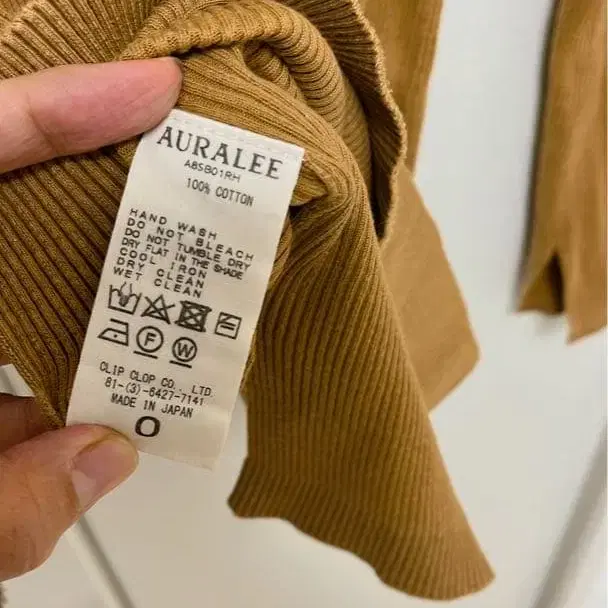 AURALEE
A8SB01RH
100% COTTON
HAND WASH
DO NOT BLEACH
DO NOT TUMBLE DRY
DRY FLAT IN THE SHADE
COOL IRON
DRY CLEAN
WET CLEAN
F W
CLIP CLOP CO., LTD.
81-(3)-6427-7141
MADE IN JAPAN
0